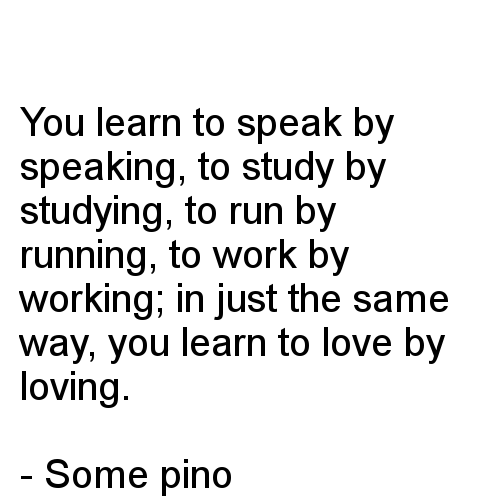 You learn to speak by
speaking, to study by
studying, to run by
running, to work by
working; in just the same
way, you learn to love by
loving.
- Some pino